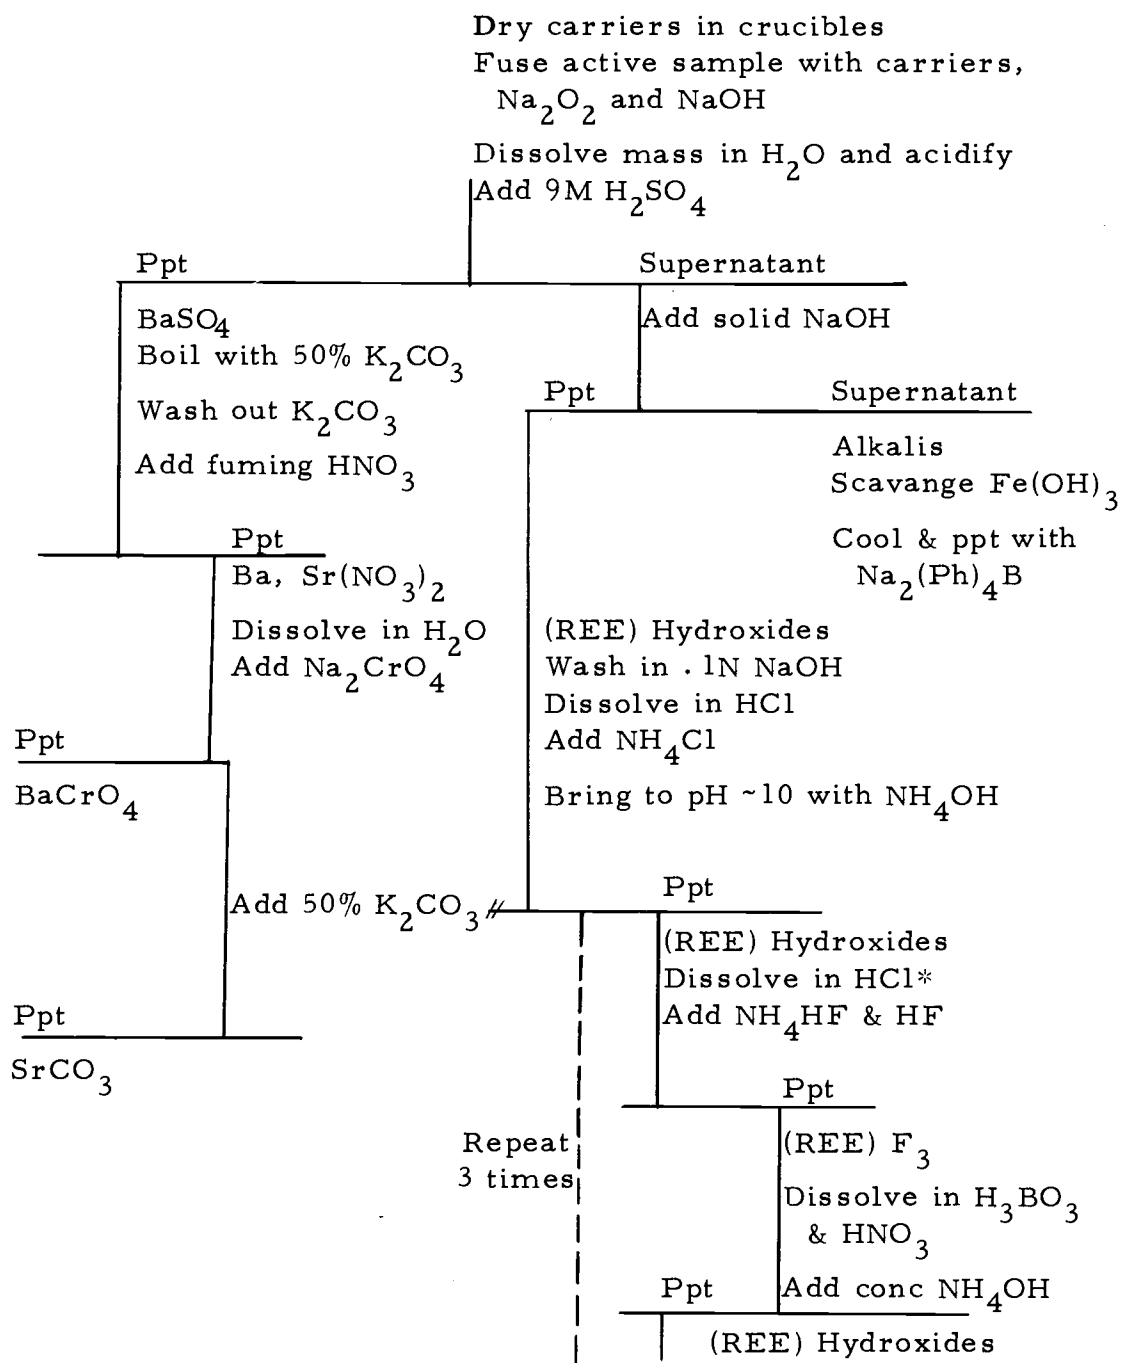 Dry carriers in crucibles
Fuse active sample with carriers,
Na₂O₂ and NaOH
Dissolve mass in H₂O and acidify
Add 9M H₂SO₄
Ppt
Supernatant
BaSO₄
Boil with 50% K₂CO₃
Wash out K₂CO₃
Add fuming HNO₃
Add solid NaOH
Ppt
Supernatant
Alkalis
Scavange Fe(OH)₃
Cool & ppt with
Na₂(Ph)₄B
Ppt
Ba, Sr(NO₃)₂
Dissolve in H₂O
Add Na₂CrO₄
(REE) Hydroxides
Wash in .1N NaOH
Dissolve in HCl
Add NH₄Cl
Bring to pH ~10 with NH₄OH
Ppt
BaCrO₄
Add 50% K₂CO₃
Ppt
SrCO₃
Ppt
(REE) Hydroxides
Dissolve in HCl*
Add NH₄HF & HF
Repeat
3 times
Ppt
(REE) F₃
Dissolve in H₃BO₃
& HNO₃
Add conc NH₄OH
Ppt
(REE) Hydroxides